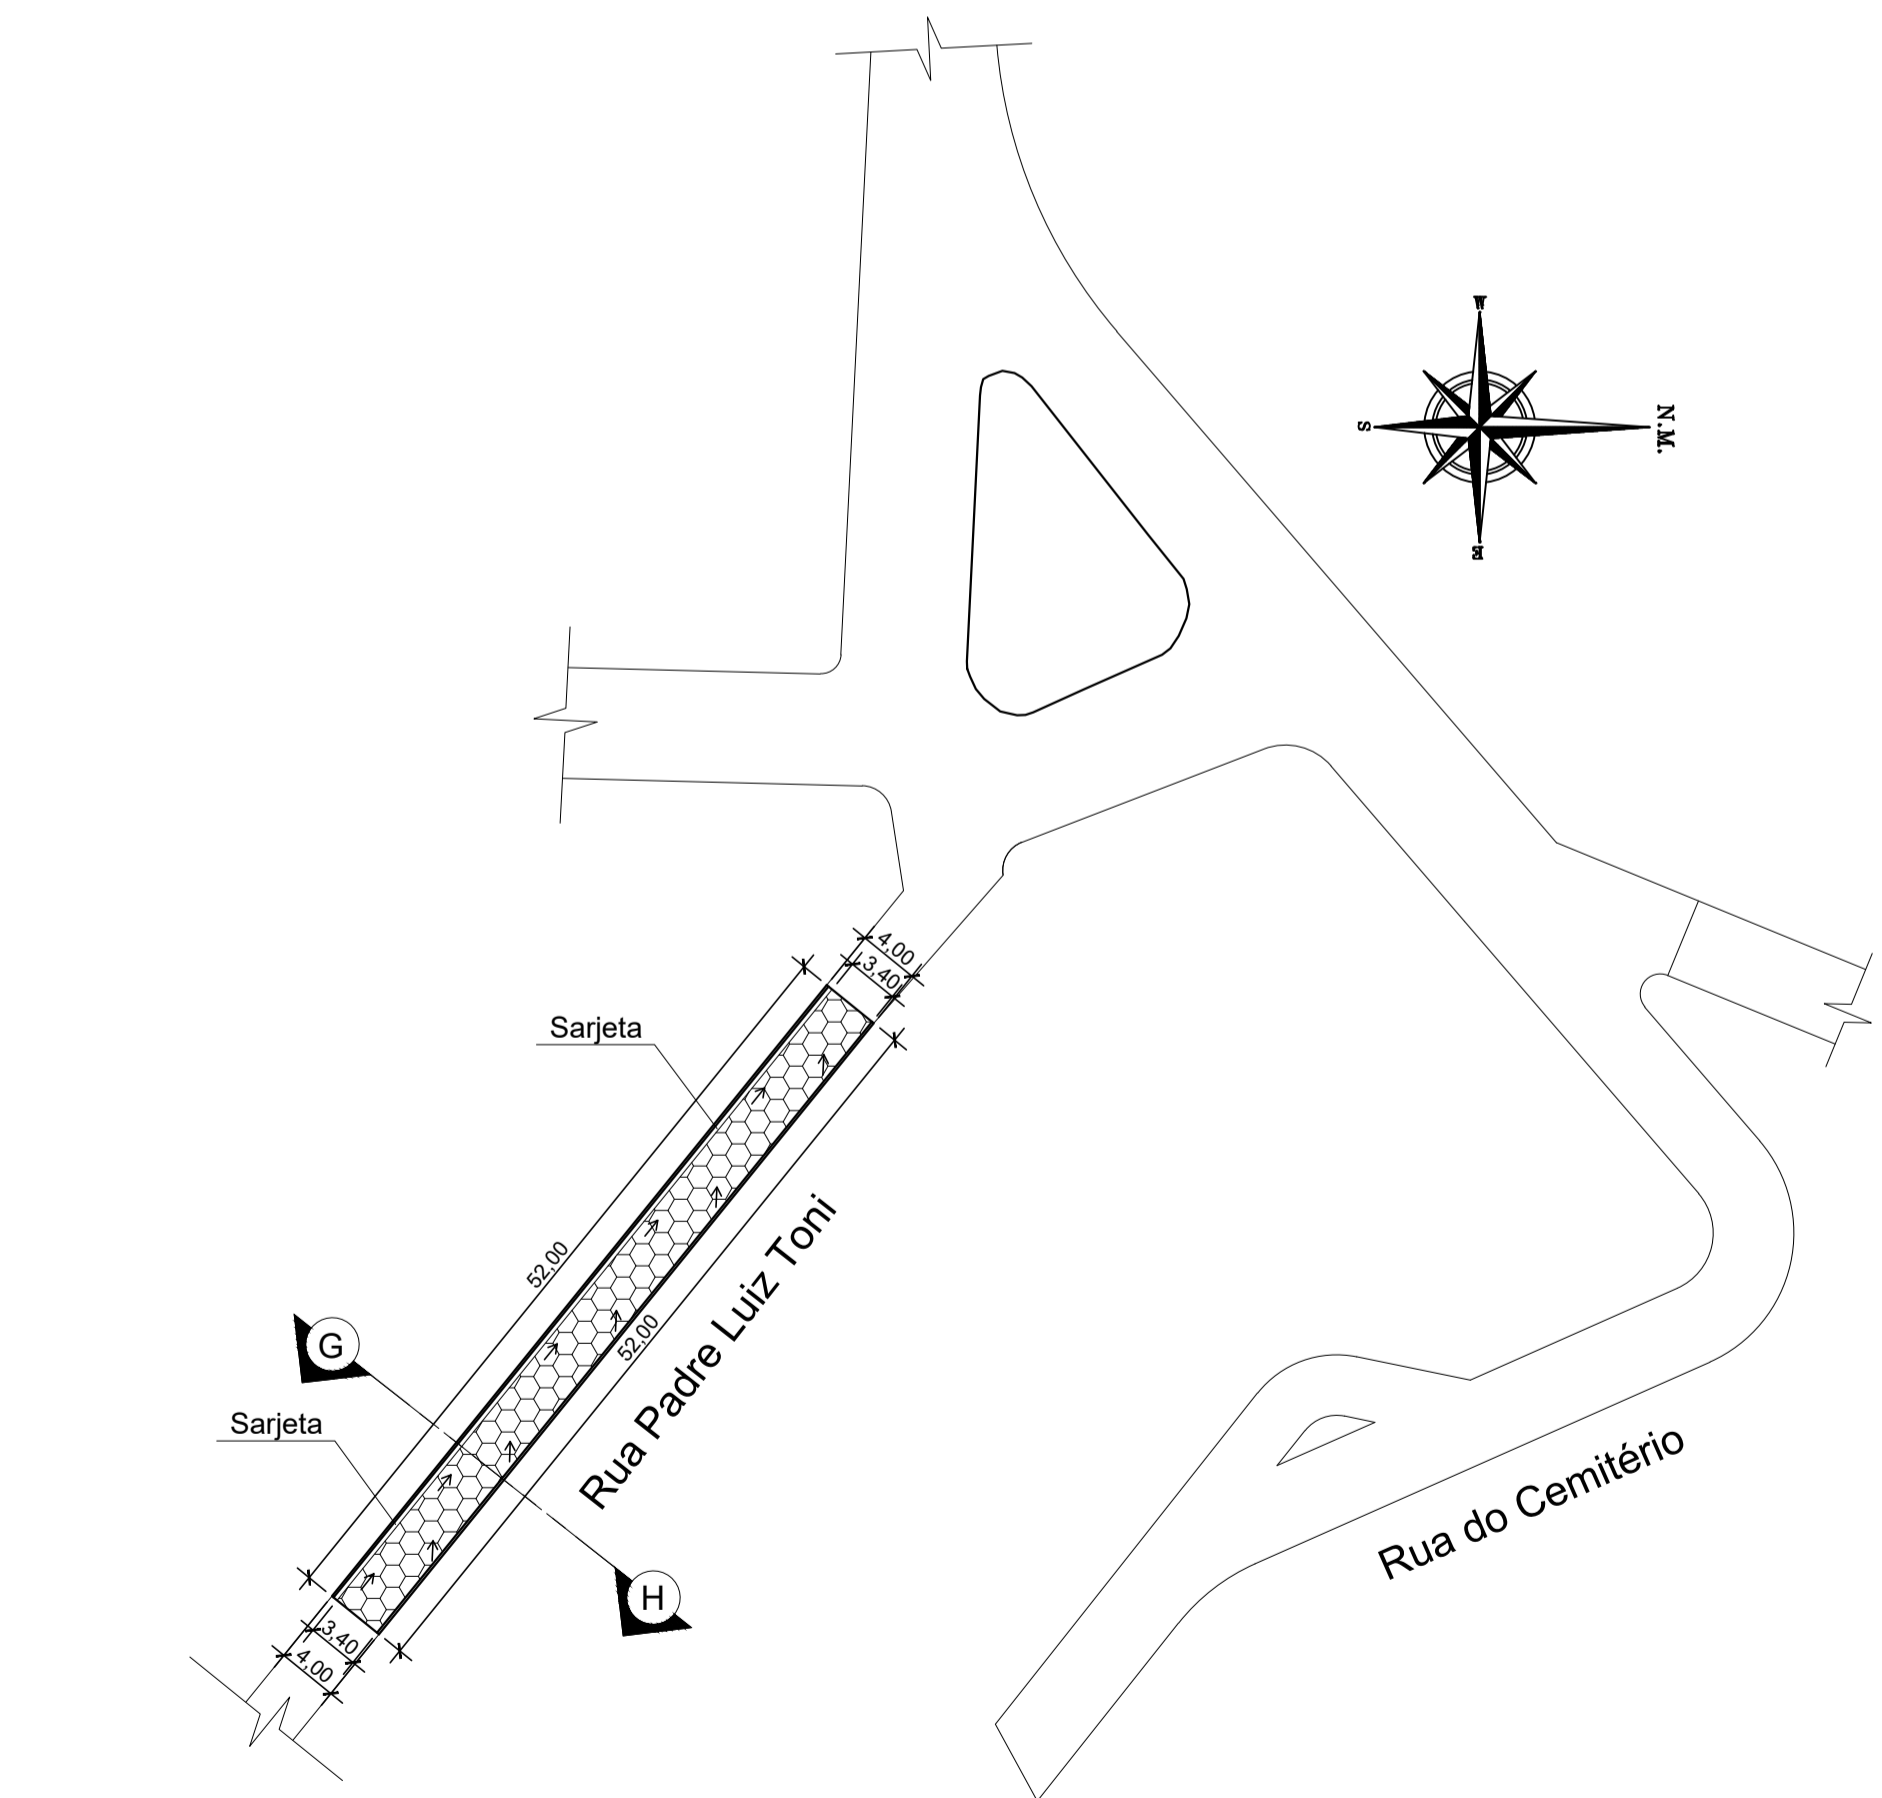 W
N.M.
S
E
4,00
3,40
Sarjeta
52,00
52,00
Rua Padre Luiz Toni
G
Sarjeta
Rua do Cemitério
H
3,40
4,00